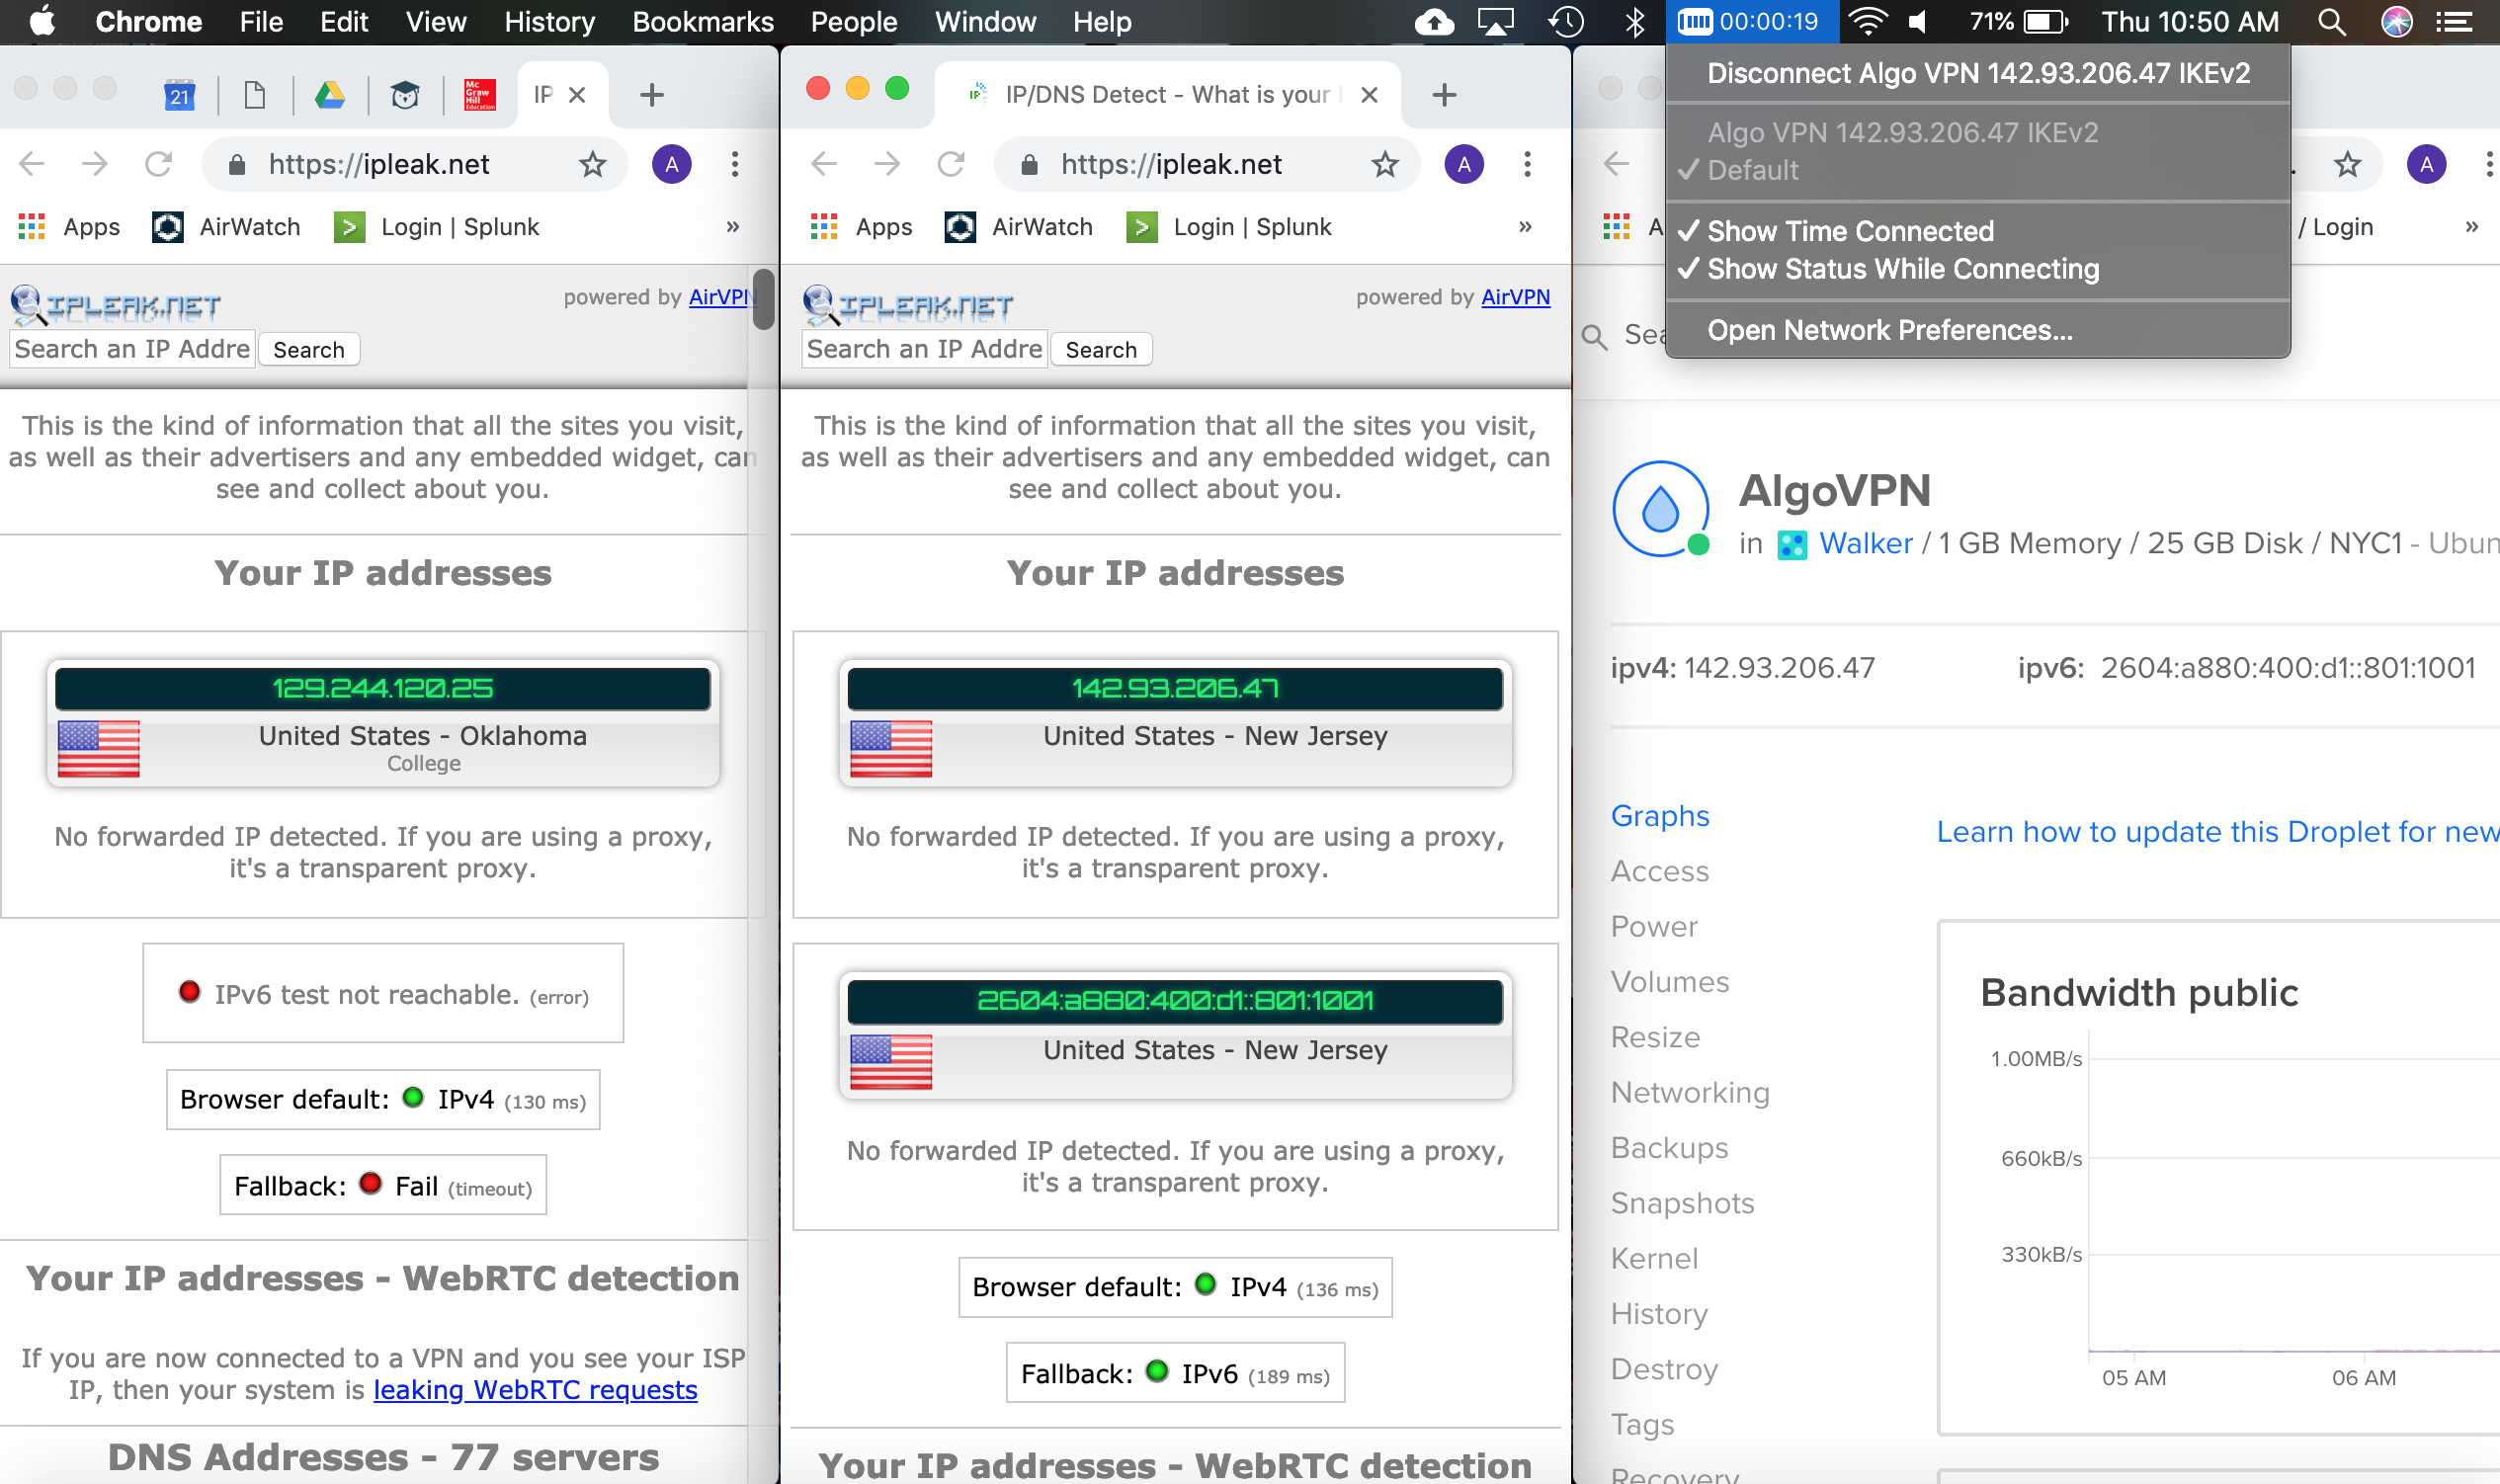 Chrome File Edit View History Bookmarks People Window Help 00:00:19 71% Thu 10:50 AM
Disconnect Algo VPN 142.93.206.47 IKEv2
Algo VPN 142.93.206.47 IKEv2
✓ Default
✓ Show Time Connected
✓ Show Status While Connecting
Open Network Preferences...
21
Mc Graw Hill Education
IP
https://ipleak.net
A
Apps AirWatch Login | Splunk »
IPLEAK.NET
powered by AirVPN
Search an IP Addre Search
This is the kind of information that all the sites you visit,
as well as their advertisers and any embedded widget, can
see and collect about you.
Your IP addresses
129.244.120.25
United States - Oklahoma
College
No forwarded IP detected. If you are using a proxy,
it's a transparent proxy.
IPv6 test not reachable. (error)
Browser default: IPv4 (130 ms)
Fallback: Fail (timeout)
Your IP addresses - WebRTC detection
If you are now connected to a VPN and you see your ISP
IP, then your system is leaking WebRTC requests
DNS Addresses - 77 servers
IP/DNS Detect - What is your
https://ipleak.net
A
Apps AirWatch Login | Splunk »
IPLEAK.NET
powered by AirVPN
Search an IP Addre Search
This is the kind of information that all the sites you visit,
as well as their advertisers and any embedded widget, can
see and collect about you.
Your IP addresses
142.93.206.47
United States - New Jersey
No forwarded IP detected. If you are using a proxy,
it's a transparent proxy.
2604:a880:400:d1::801:1001
United States - New Jersey
No forwarded IP detected. If you are using a proxy,
it's a transparent proxy.
Browser default: IPv4 (136 ms)
Fallback: IPv6 (189 ms)
Your IP addresses - WebRTC detection
A
/ Login »
AlgoVPN
in Walker / 1 GB Memory / 25 GB Disk / NYC1 -
ipv4: 142.93.206.47 ipv6: 2604:a880:400:d1::801:1001
Graphs
Access
Power
Volumes
Resize
Networking
Backups
Snapshots
Kernel
History
Destroy
Tags
Recovery
Learn how to update this Droplet for new
Bandwidth public
1.00MB/s
660kB/s
330kB/s
05 AM 06 AM